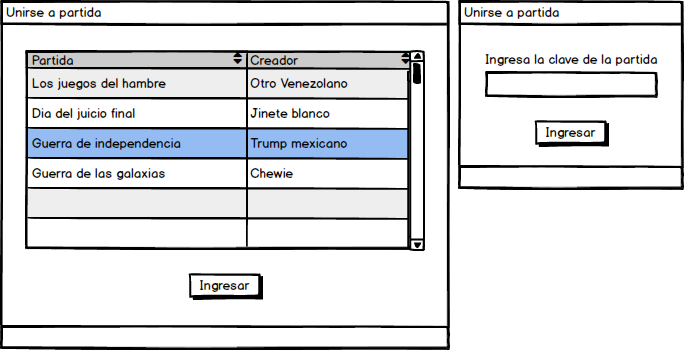 Unirse a partida
Partida Creador
Los juegos del hambre Otro Venezolano
Dia del juicio final Jinete blanco
Guerra de independencia Trump mexicano
Guerra de las galaxias Chewie
Ingresar
Unirse a partida
Ingresa la clave de la partida
Ingresar